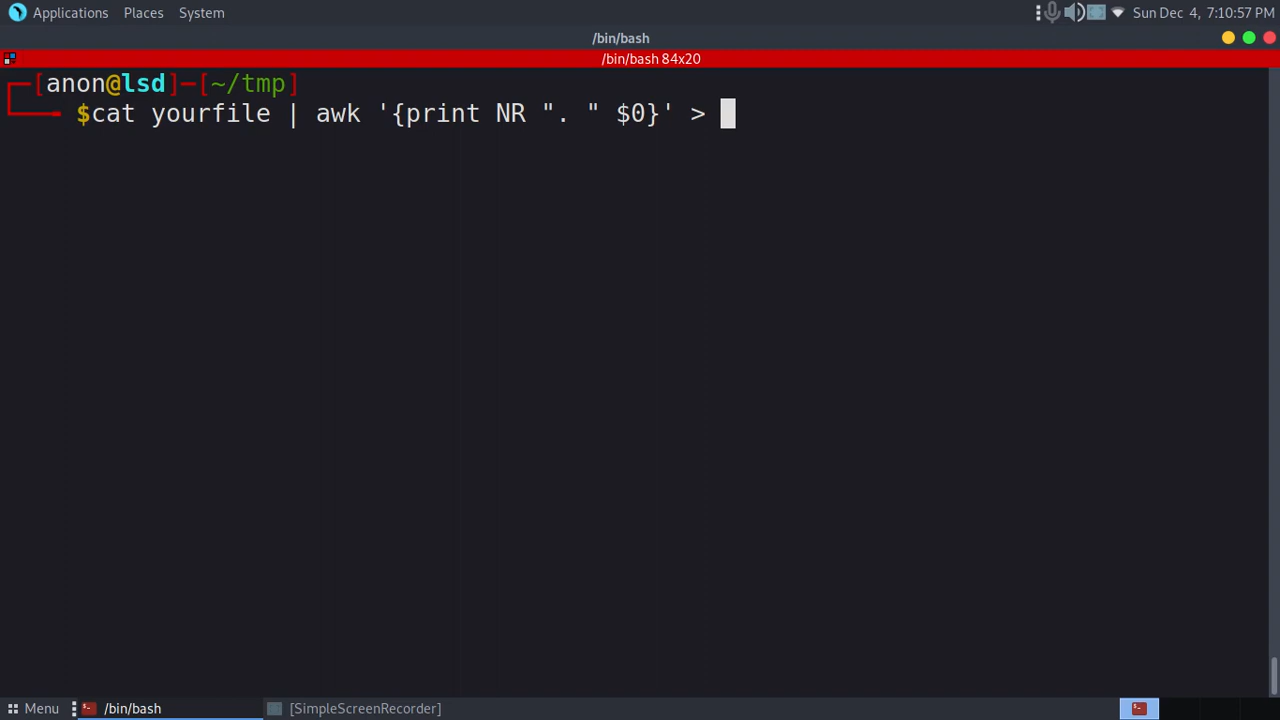 Applications Places System Sun Dec 4, 7:10:57 PM
/bin/bash
/bin/bash 84x20
[anon@lsd]-[~/tmp]
$cat yourfile | awk '{print NR ". " $0}' >
Menu /bin/bash [SimpleScreenRecorder]